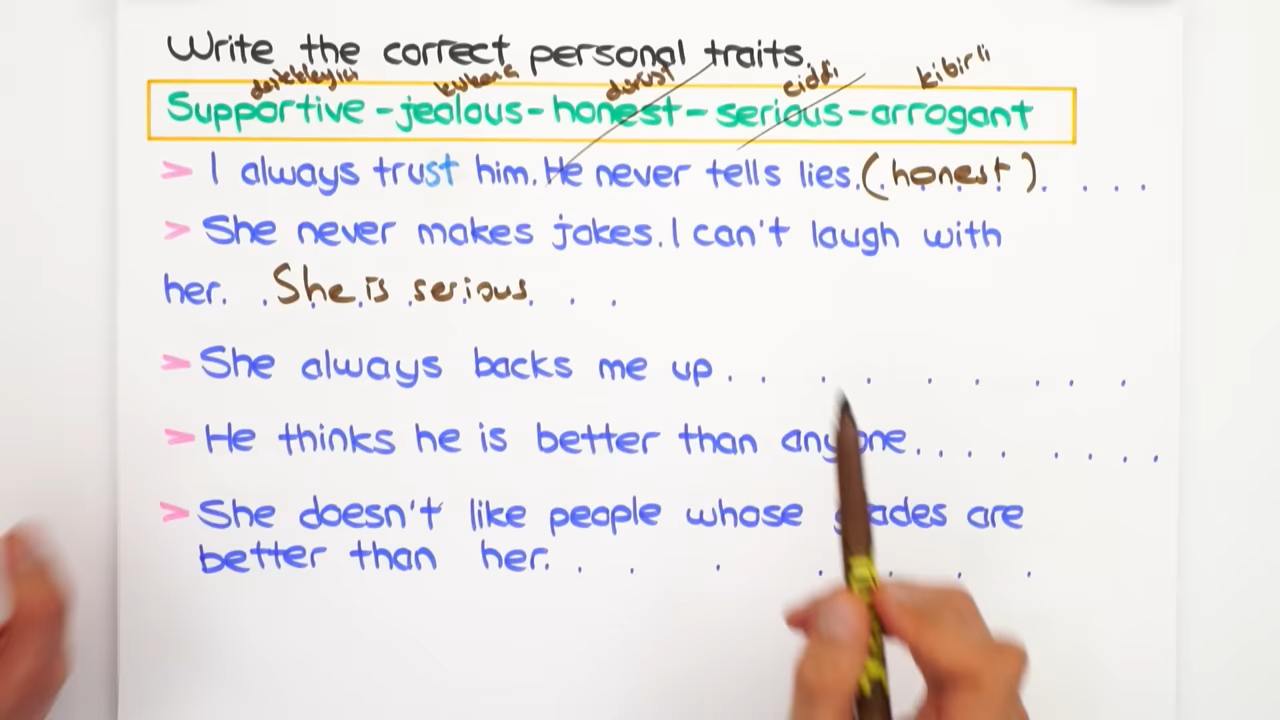 Write the correct personal traits.
destekleyici kıskanç dürüst ciddi kibirli
Supportive - jealous - honest - serious - arrogant
> I always trust him. He never tells lies. (honest). . . .
> She never makes jokes. I can't laugh with
her. . She is serious. . .
> She always backs me up. . . . . . . . .
> He thinks he is better than anyone. . . . . . . .
> She doesn't like people whose grades are
better than her. . . . . . . .